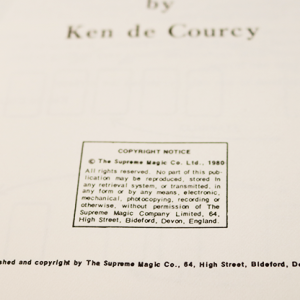 by
Ken de Courcy
COPYRIGHT NOTICE
© The Supreme Magic Co. Ltd., 1980
All rights reserved. No part of this pub-
lication may be reproduced, stored in
any retrieval system, or transmitted, in
any form or by any means, electronic,
mechanical, photocopying, recording or
otherwise, without permission of The
Supreme Magic Company Limited, 64,
High Street, Bideford, Devon, England.
shed and copyright by The Supreme Magic Co., 64, High Street, Bideford, De